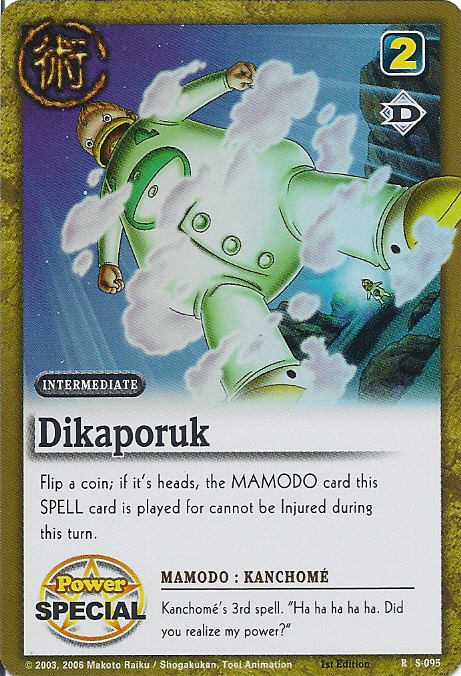 術
2
D
INTERMEDIATE
Dikaporuk
Flip a coin; if it's heads, the MAMODO card this
SPELL card is played for cannot be Injured during
this turn.
Power
SPECIAL
MAMODO : KANCHOMÉ
Kanchomé's 3rd spell. "Ha ha ha ha ha. Did
you realize my power?"
© 2003, 2006 Makoto Raiku / Shogakukan, Toei Animation 1st Edition R | S-095